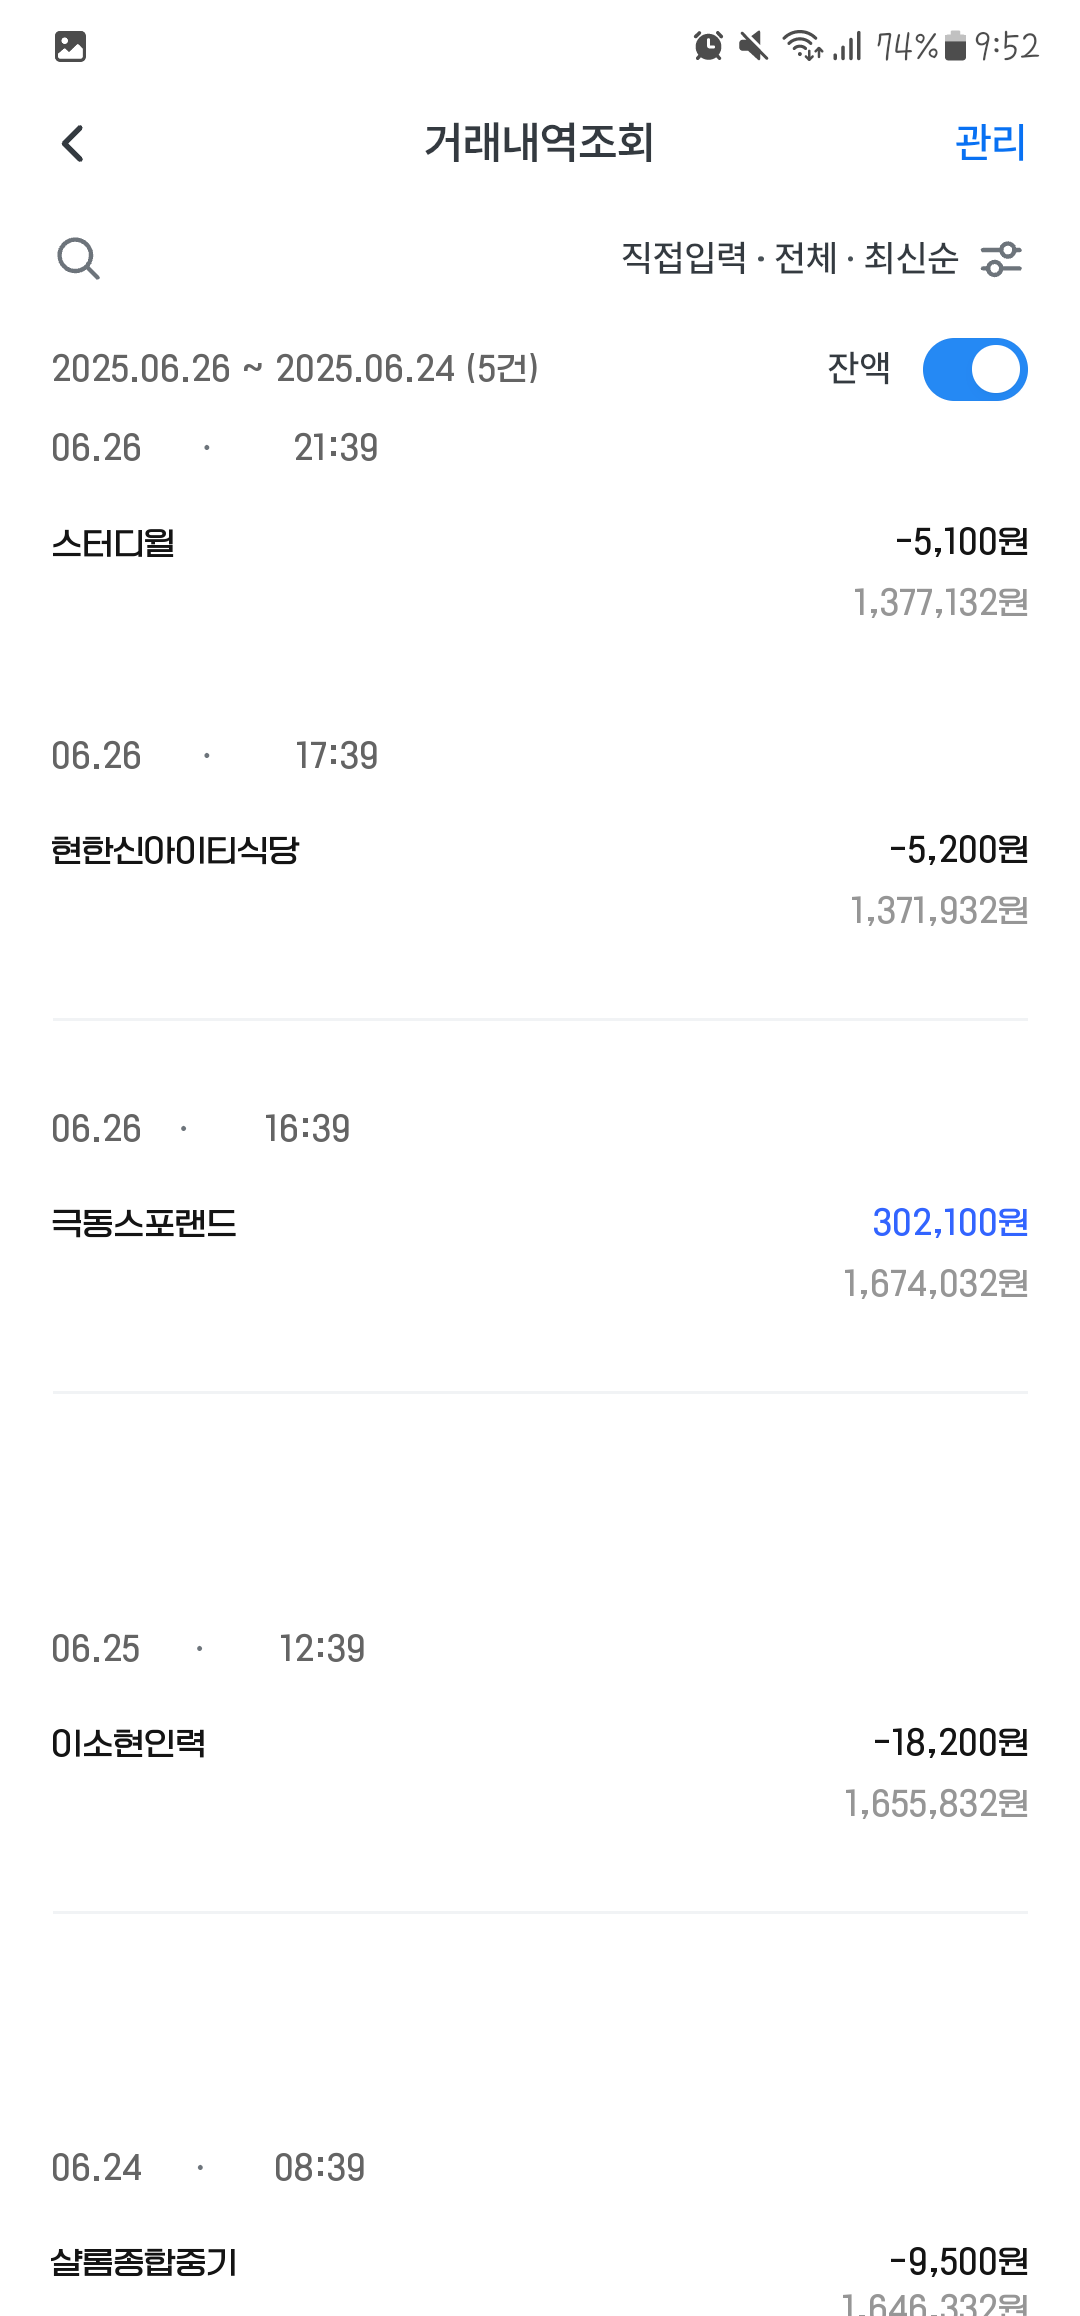 74% 9:52
거래내역조회 관리
직접입력 · 전체 · 최신순
2025.06.26 ~ 2025.06.24 (5건) 잔액
06.26 · 21:39
스터디윌 -5,100원
1,377,132원
06.26 · 17:39
현한신아이티식당 -5,200원
1,371,932원
06.26 · 16:39
극동스포랜드 302,100원
1,674,032원
06.25 · 12:39
이소현인력 -18,200원
1,655,832원
06.24 · 08:39
샬롬종합중기 -9,500원
1,646,332원